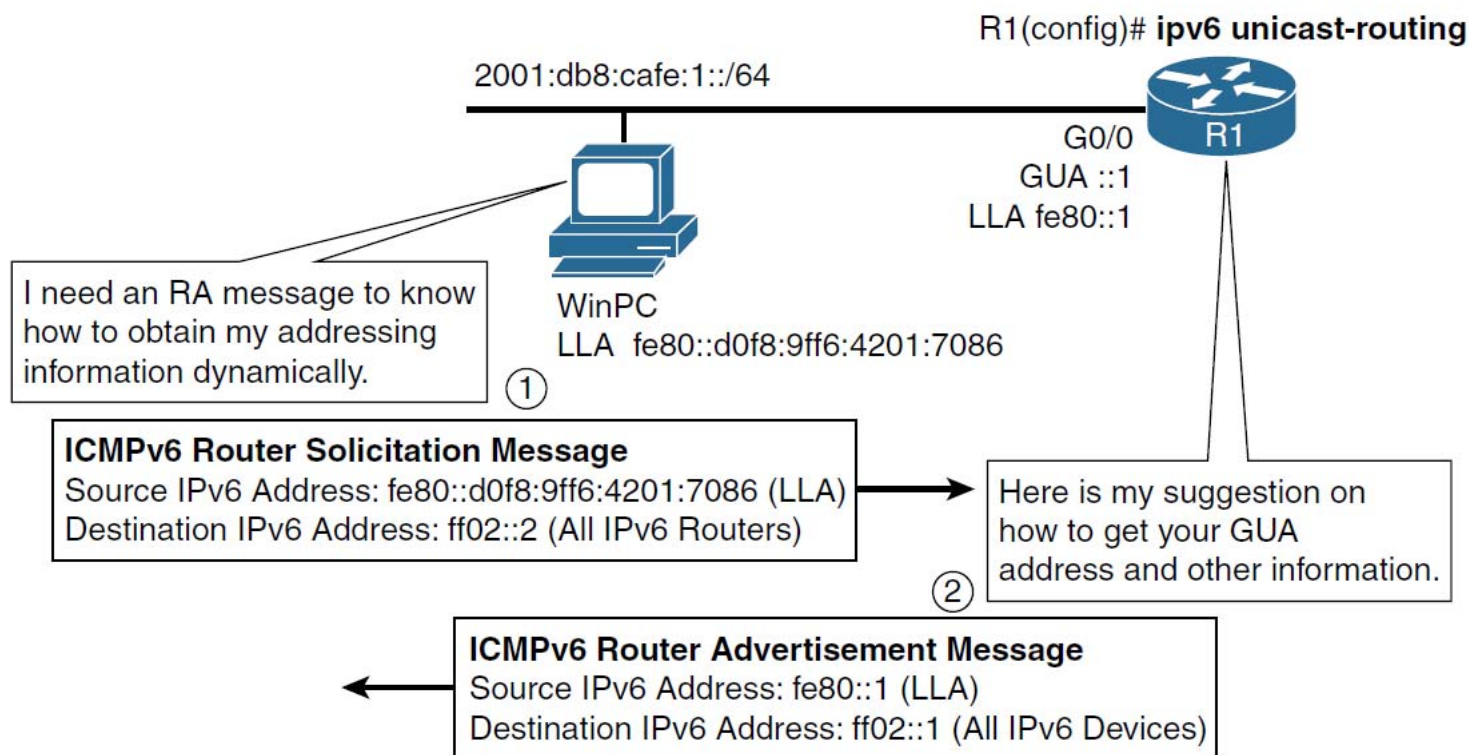 R1(config)# ipv6 unicast-routing
2001:db8:cafe:1::/64
R1
G0/0
GUA ::1
LLA fe80::1
I need an RA message to know
how to obtain my addressing
information dynamically.
WinPC
LLA fe80::d0f8:9ff6:4201:7086
1
ICMPv6 Router Solicitation Message
Source IPv6 Address: fe80::d0f8:9ff6:4201:7086 (LLA)
Destination IPv6 Address: ff02::2 (All IPv6 Routers)
Here is my suggestion on
how to get your GUA
address and other information.
2
ICMPv6 Router Advertisement Message
Source IPv6 Address: fe80::1 (LLA)
Destination IPv6 Address: ff02::1 (All IPv6 Devices)